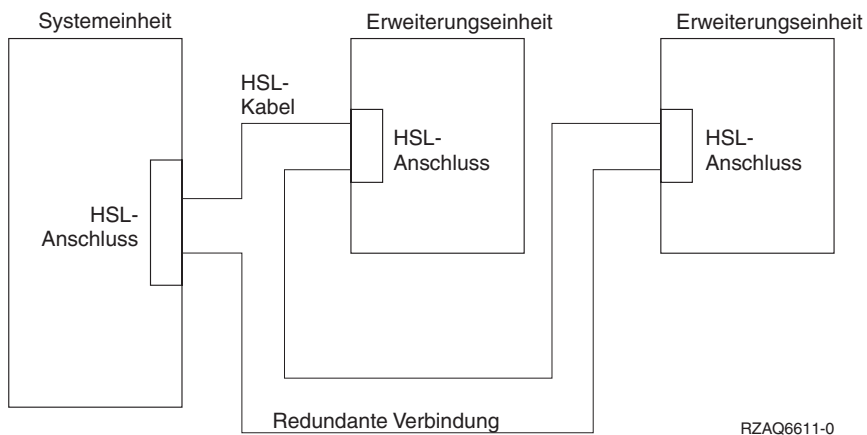 Systemeinheit
Erweiterungseinheit
Erweiterungseinheit
HSL-
Kabel
HSL-
Anschluss
HSL-
Anschluss
HSL-
Anschluss
Redundante Verbindung
RZAQ6611-0